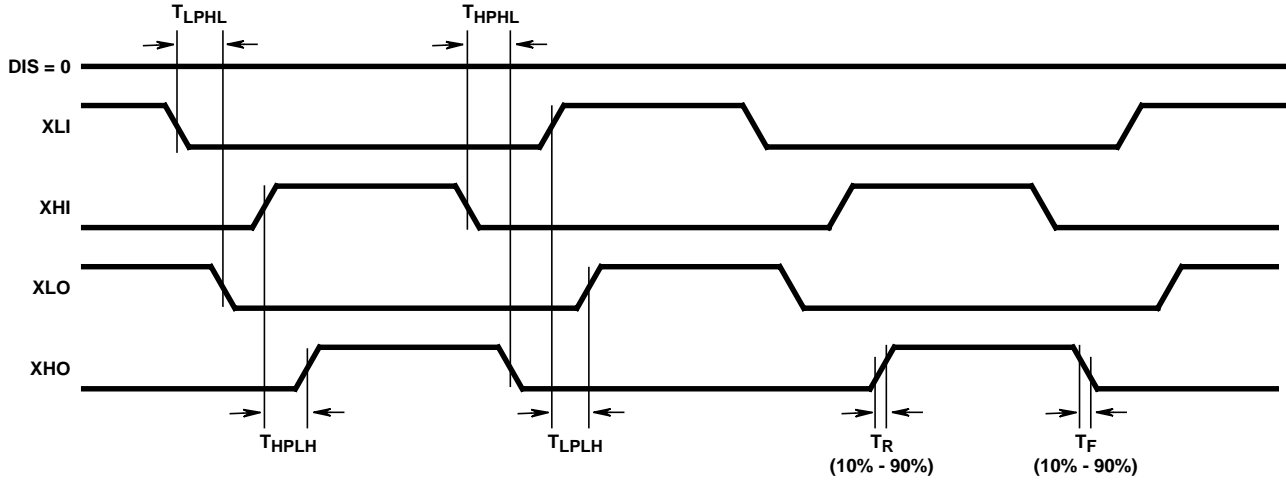 TLPHL THPHL
DIS = 0
XLI
XHI
XLO
XHO
THPLH TLPLH TR TF
(10% - 90%) (10% - 90%)